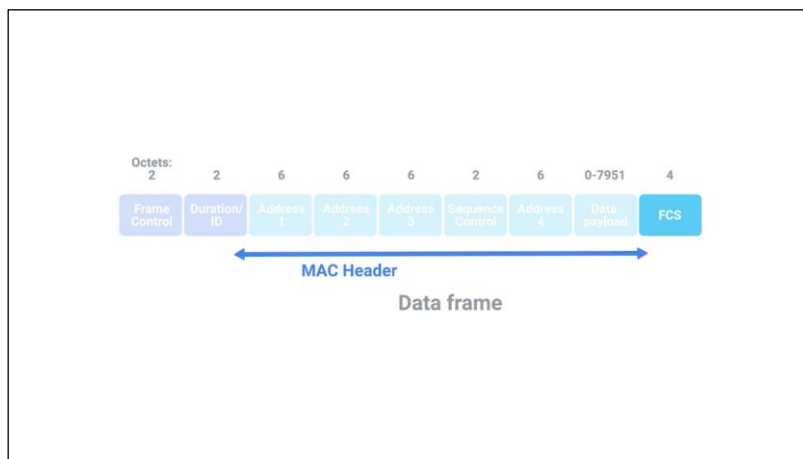 Octets:
2 2 6 6 6 2 6 0-7951 4
Frame Duration/ Address Address Address Sequence Address Data FCS
Control ID 1 2 3 Control 4 payload
MAC Header
Data frame